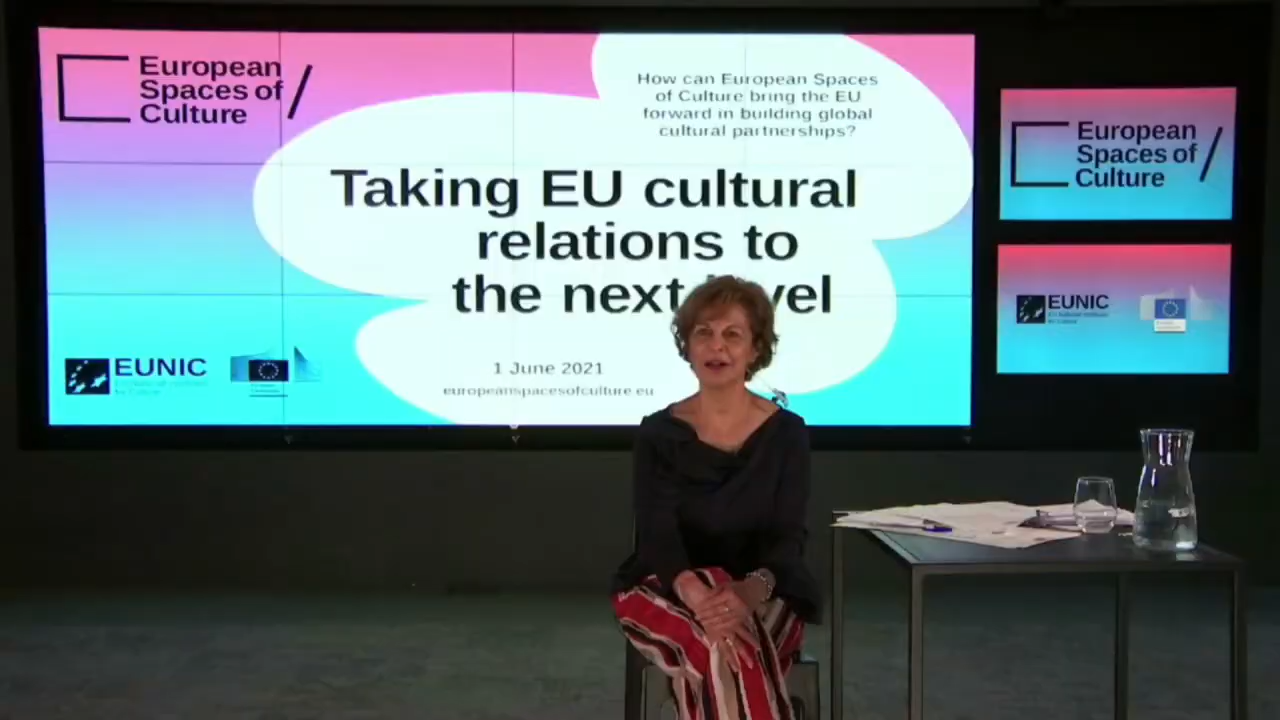 European
Spaces of
Culture
How can European Spaces
of Culture bring the EU
forward in building global
cultural partnerships?
Taking EU cultural
relations to
the next
1 June 2021
europeanspacesofculture.eu
EUNIC
European
Spaces of
Culture
EUNIC